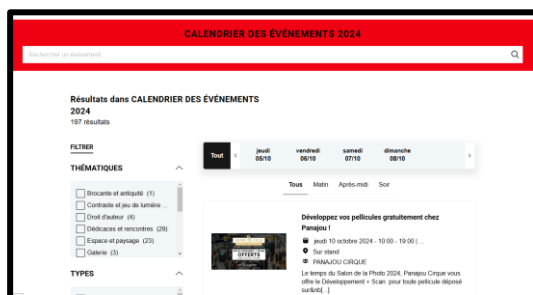 CALENDRIER DES ÉVÉNEMENTS 2024
Rechercher un événement
Résultats dans CALENDRIER DES ÉVÉNEMENTS
2024
197 résultats
FILTRER
THÉMATIQUES
Brocante et antiquité (1)
Contraste et jeu de lumière ...
Droit d'auteur (4)
Dédicaces et rencontres (29)
Espace et paysage (23)
Galerie (3)
TYPES
Tout
jeudi
05/10
vendredi
06/10
samedi
07/10
dimanche
08/10
Tous Matin Après-midi Soir
OFFERTS
Développez vos pellicules gratuitement chez
Panajou !
jeudi 10 octobre 2024 - 10:00 - 19:00 (...
Sur stand
PANAJOU CIRQUE
Le temps du Salon de la Photo 2024, Panajou Cirque vous
offre le Développement + Scan pour toute pellicule déposé
sur&nb[...]